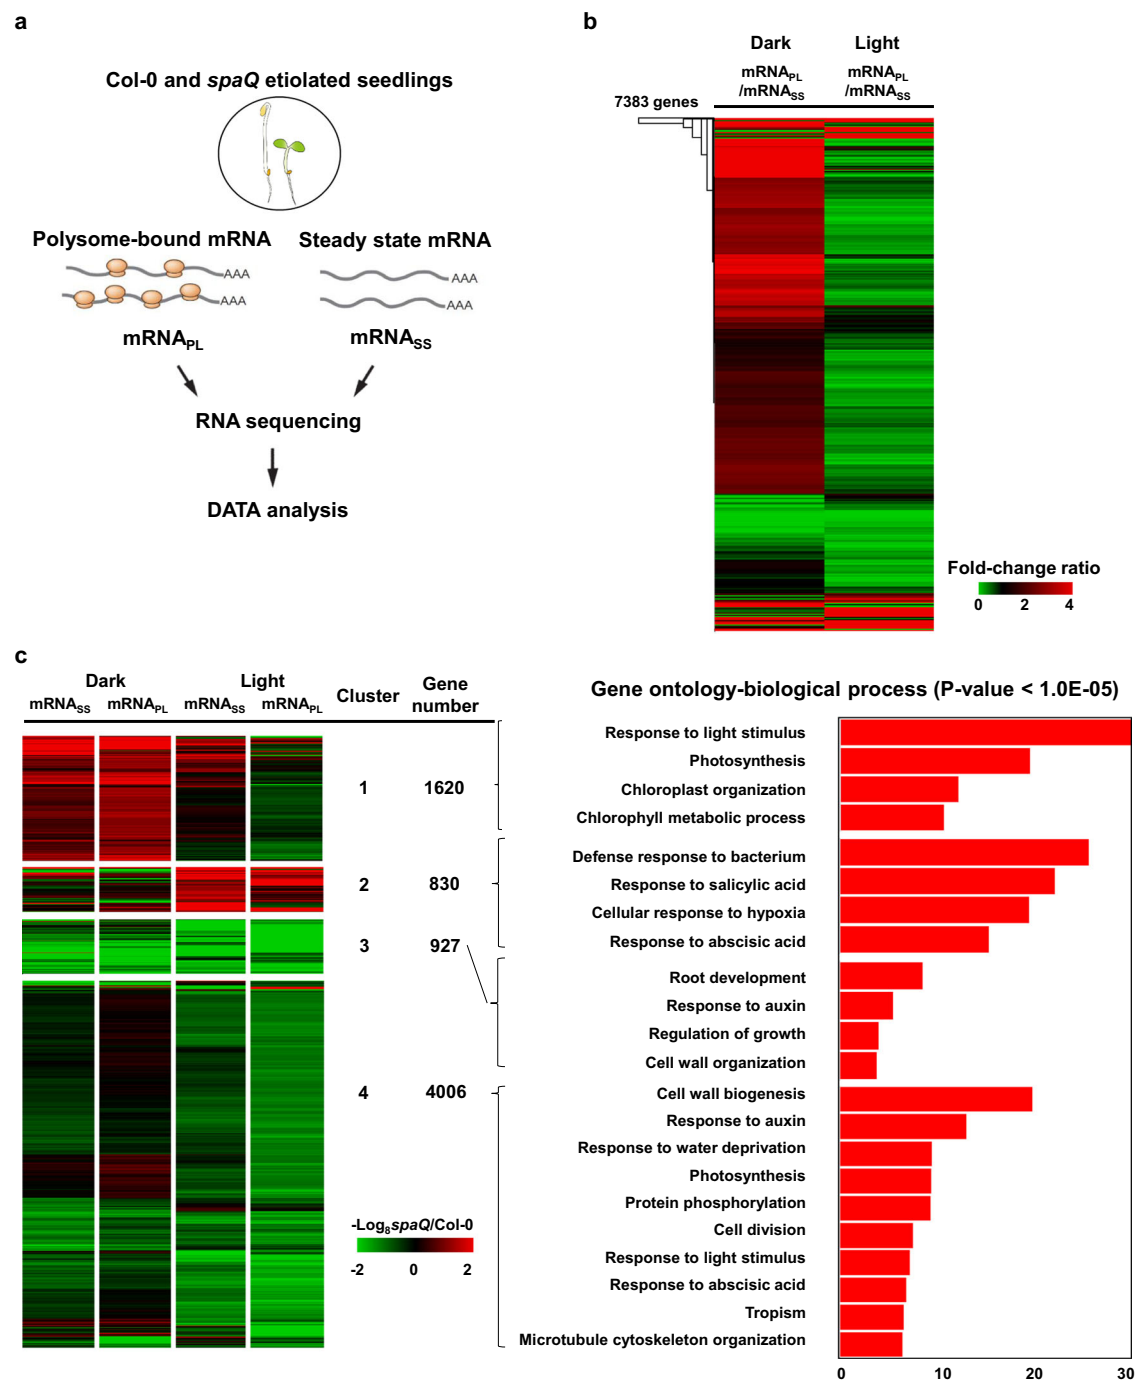 a
Col-0 and spaQ etiolated seedlings
Polysome-bound mRNA
Steady state mRNA
AAA
AAA
AAA
AAA
mRNAPL
mRNASS
RNA sequencing
DATA analysis
b
Dark
Light
mRNAPL
/mRNASS
mRNAPL
/mRNASS
7383 genes
Fold-change ratio
0 2 4
c
Dark
Light
mRNASS mRNAPL mRNASS mRNAPL
Cluster
Gene
number
1 1620
2 830
3 927
4 4006
-Log8spaQ/Col-0
-2 0 2
Gene ontology-biological process (P-value < 1.0E-05)
Response to light stimulus
Photosynthesis
Chloroplast organization
Chlorophyll metabolic process
Defense response to bacterium
Response to salicylic acid
Cellular response to hypoxia
Response to abscisic acid
Root development
Response to auxin
Regulation of growth
Cell wall organization
Cell wall biogenesis
Response to auxin
Response to water deprivation
Photosynthesis
Protein phosphorylation
Cell division
Response to light stimulus
Response to abscisic acid
Tropism
Microtubule cytoskeleton organization
0 10 20 30